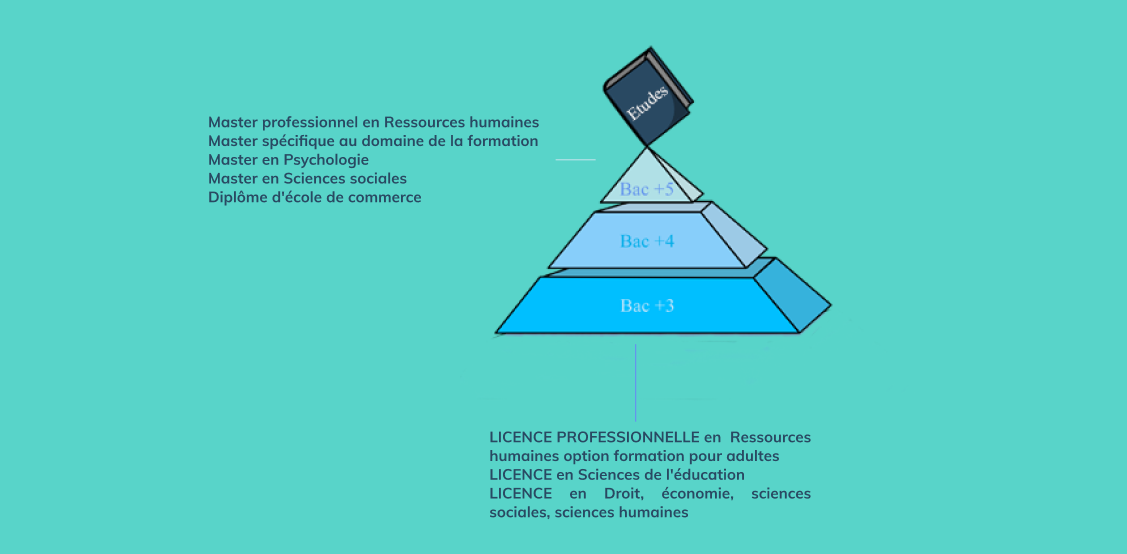 Etudes
Master professionnel en Ressources humaines
Master spécifique au domaine de la formation
Master en Psychologie
Master en Sciences sociales
Diplôme d'école de commerce
Bac +5
Bac +4
Bac +3
LICENCE PROFESSIONNELLE en Ressources
humaines option formation pour adultes
LICENCE en Sciences de l'éducation
LICENCE en Droit, économie, sciences
sociales, sciences humaines